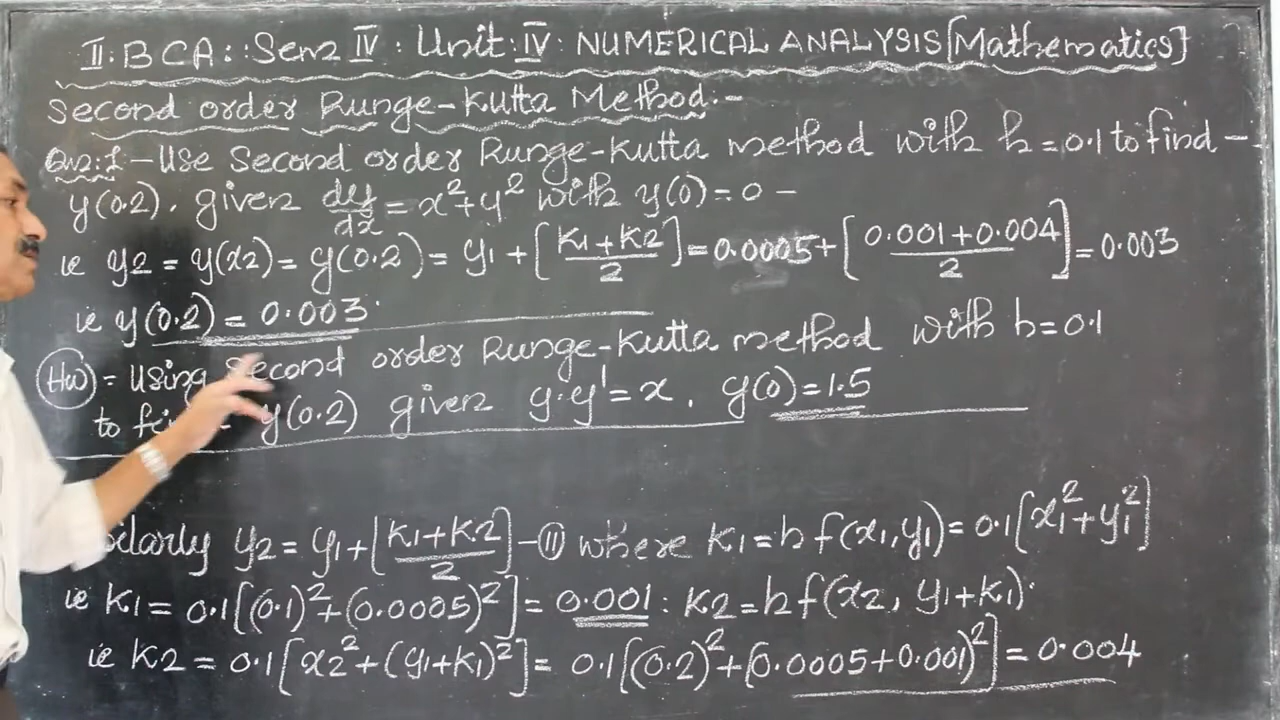 II: BCA:: Sem IV: Unit: IV: NUMERICAL ANALYSIS [Mathematics]
Second order Runge-Kutta Method:-
Qn:1 - Use Second order Runge-Kutta method with h=0.1 to find -
y(0.2), given dy/dx = x²+y² with y(0)=0 -
ie y2 = y(x2) = y(0.2) = y1 + [K1+K2/2] = 0.0005 + [0.001+0.004/2] = 0.003
ie y(0.2) = 0.003.
HW = Using Second order Runge-Kutta method with h=0.1
to y(0.2) given y·y' = x, y(0)=1.5
y2 = y1 + [K1+K2/2] - (II) where K1 = h f(x1,y1) = 0.1[x1²+y1²]
ie K1 = 0.1[(0.1)²+(0.0005)²] = 0.001 : K2 = h f(x2, y1+k1).
ie K2 = 0.1[x2²+(y1+k1)²] = 0.1[(0.2)²+(0.0005+0.001)²] = 0.004